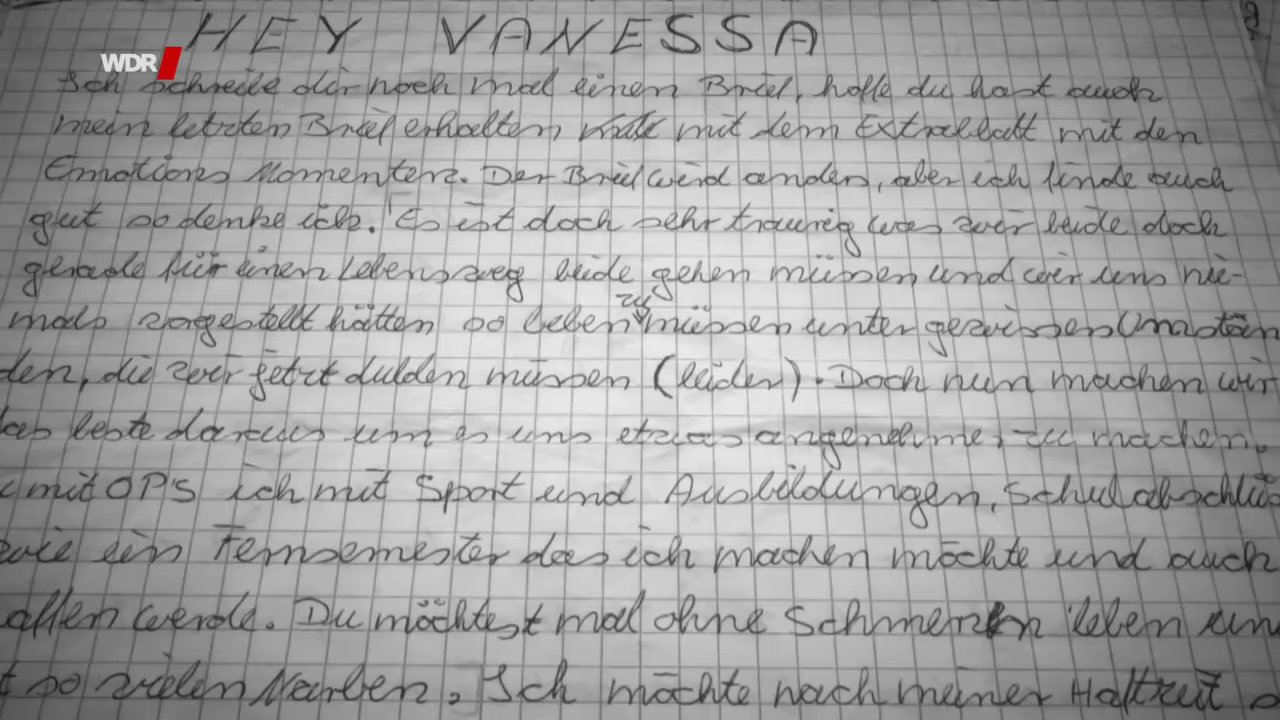 HEY VANESSA
WDR
Ich schreibe dir noch mal einen Brief, hoffe du hast auch
mein letzten Brief erhalten mit dem Extrablatt mit den
Emotions Momenten. Der Brief wird anders, aber ich finde auch
gut so denke ich. Es ist doch sehr traurig was wir beide doch
gerade für einen Lebensweg beide gehen müssen und wir uns nie-
mals vorgestellt hätten so leben zu müssen unter gewissen Umstän
den, die wir jetzt dulden müssen (leider). Doch nun machen wir
das beste daraus um es uns etwas angenehmer zu machen.
mit OP'S ich mit Sport und Ausbildungen, Schulabschlüs
wie ein Fernsemester das ich machen möchte und auch
affen werde. Du möchtest mal ohne Schmerzen leben un
t so vielen Narben. Ich möchte nach meiner Haftzeit